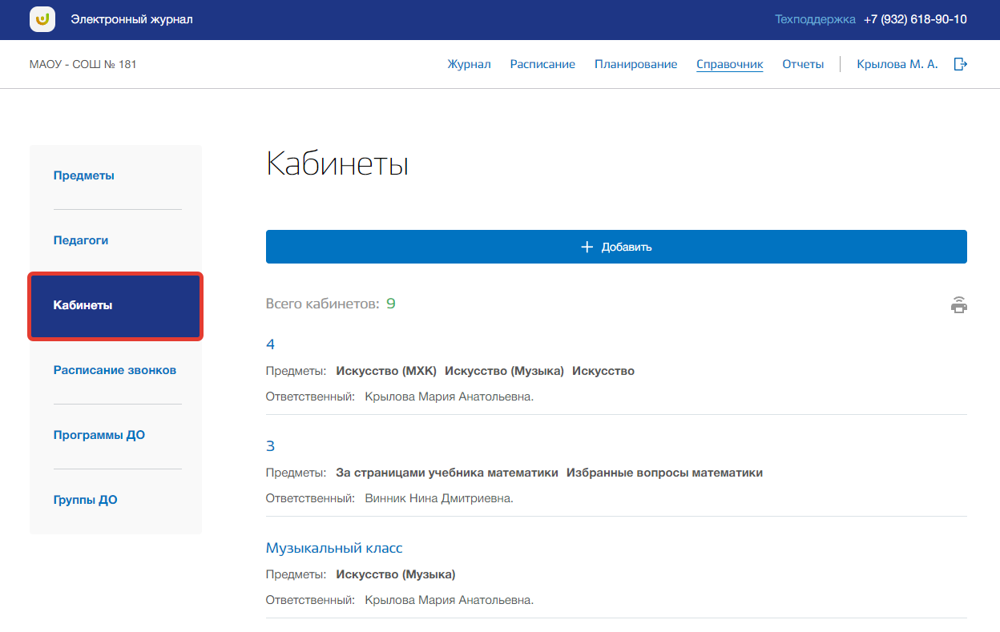 Электронный журнал
Техподдержка +7 (932) 618-90-10
МАОУ - СОШ № 181
Журнал Расписание Планирование Справочник Отчеты Крылова М. А.
Предметы
Педагоги
Кабинеты
Расписание звонков
Программы ДО
Группы ДО
Кабинеты
Добавить
Всего кабинетов: 9
4
Предметы: Искусство (МХК) Искусство (Музыка) Искусство
Ответственный: Крылова Мария Анатольевна.
3
Предметы: За страницами учебника математики Избранные вопросы математики
Ответственный: Винник Нина Дмитриевна.
Музыкальный класс
Предметы: Искусство (Музыка)
Ответственный: Крылова Мария Анатольевна.